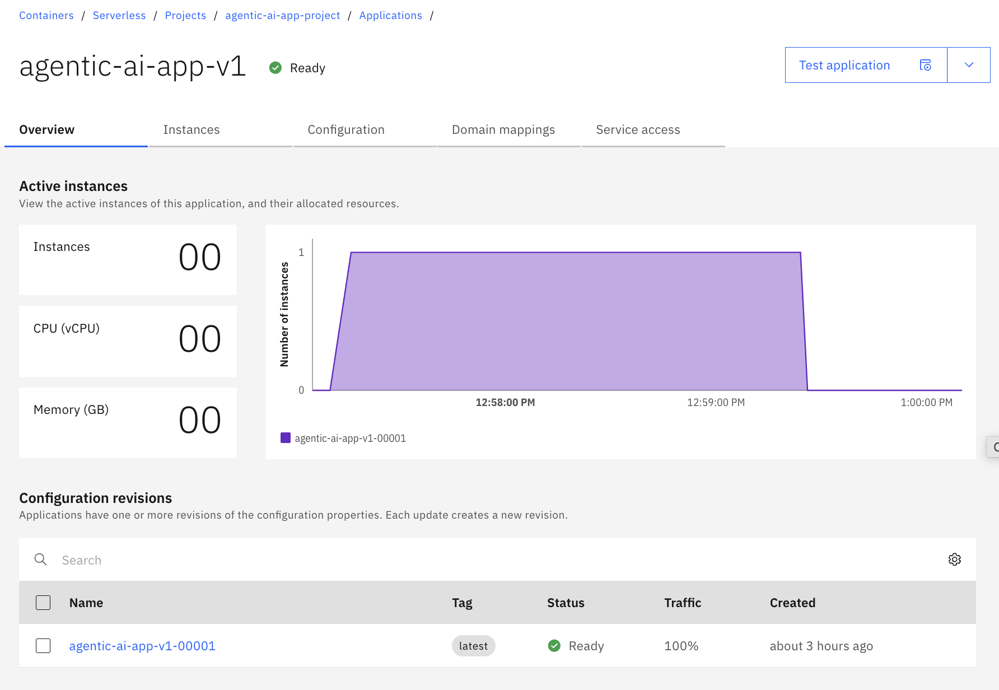 Containers / Serverless / Projects / agentic-ai-app-project / Applications /
agentic-ai-app-v1 Ready
Test application
Overview Instances Configuration Domain mappings Service access
Active instances
View the active instances of this application, and their allocated resources.
Instances 00
CPU (vCPU) 00
Memory (GB) 00
Number of instances
1
0
12:58:00 PM 12:59:00 PM 1:00:00 PM
agentic-ai-app-v1-00001
Configuration revisions
Applications have one or more revisions of the configuration properties. Each update creates a new revision.
Search
Name Tag Status Traffic Created
agentic-ai-app-v1-00001 latest Ready 100% about 3 hours ago